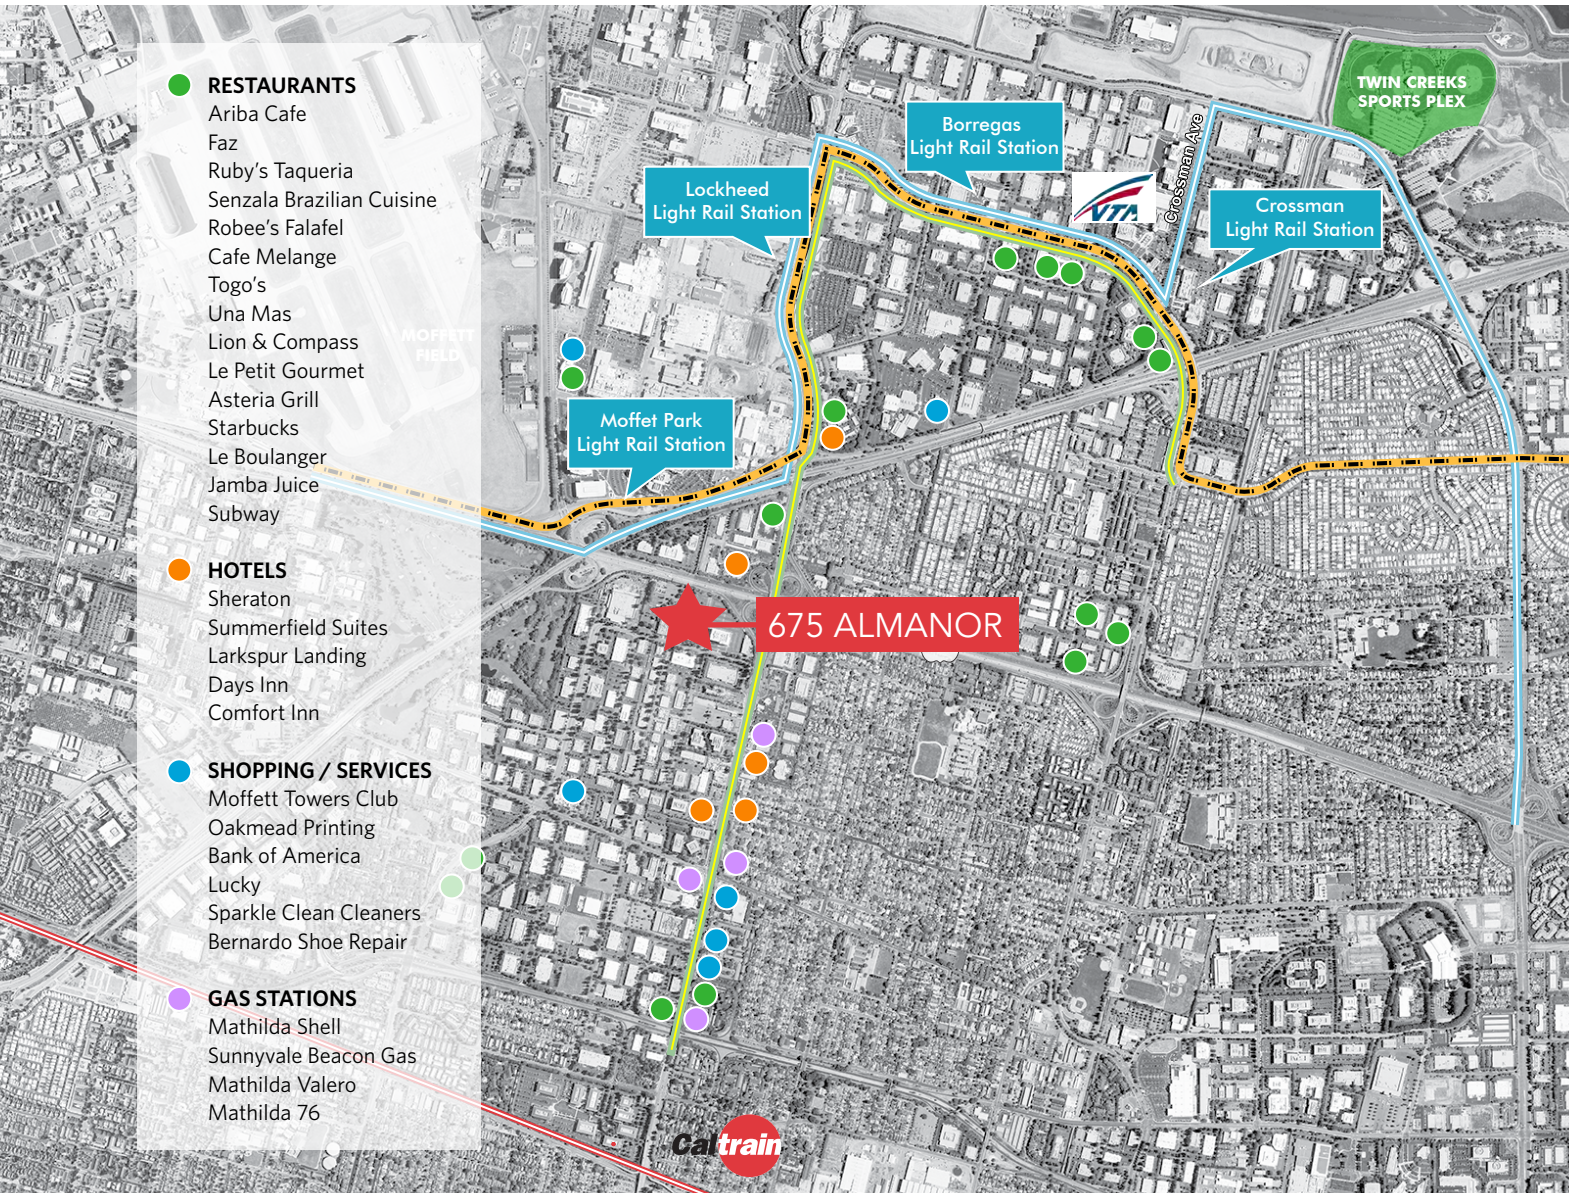 RESTAURANTS
Ariba Cafe
Faz
Ruby’s Taqueria
Senzala Brazilian Cuisine
Robee’s Falafel
Cafe Melange
Togo’s
Una Mas
Lion & Compass
Le Petit Gourmet
Asteria Grill
Starbucks
Le Boulanger
Jamba Juice
Subway
HOTELS
Sheraton
Summerfield Suites
Larkspur Landing
Days Inn
Comfort Inn
SHOPPING / SERVICES
Moffett Towers Club
Oakmead Printing
Bank of America
Lucky
Sparkle Clean Cleaners
Bernardo Shoe Repair
GAS STATIONS
Mathilda Shell
Sunnyvale Beacon Gas
Mathilda Valero
Mathilda 76
MOFFETT
FIELD
TWIN CREEKS
SPORTS PLEX
Borregas
Light Rail Station
Lockheed
Light Rail Station
VTA
Crossman Ave
Crossman
Light Rail Station
Moffet Park
Light Rail Station
675 ALMANOR
Caltrain